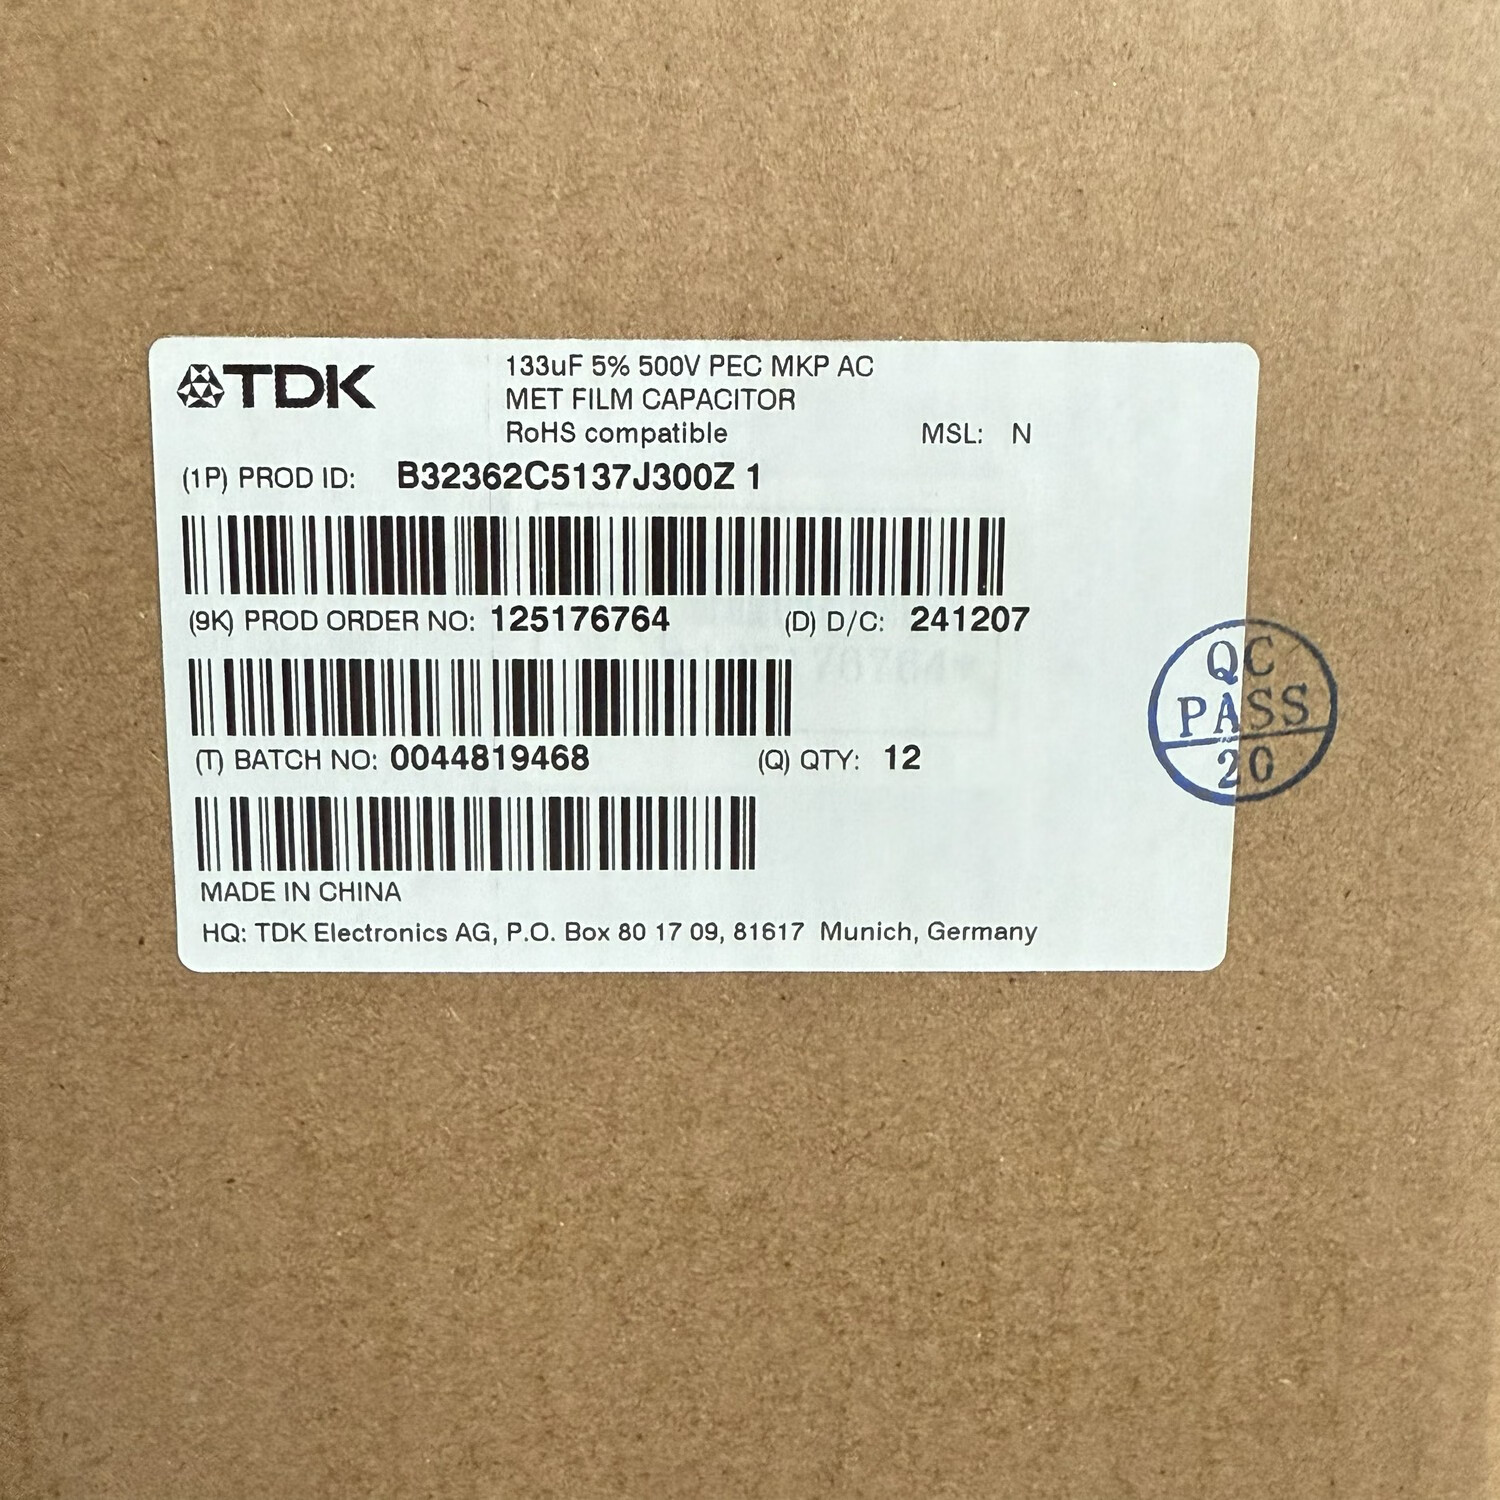 TDK
133uF 5% 500V PEC MKP AC
MET FILM CAPACITOR
RoHS compatible MSL: N
(1P) PROD ID: B32362C5137J300Z 1
(9K) PROD ORDER NO: 125176764 (D) D/C: 241207
(T) BATCH NO: 0044819468 (Q) QTY: 12
MADE IN CHINA
HQ: TDK Electronics AG, P.O. Box 80 17 09, 81617 Munich, Germany
QC
PASS
20